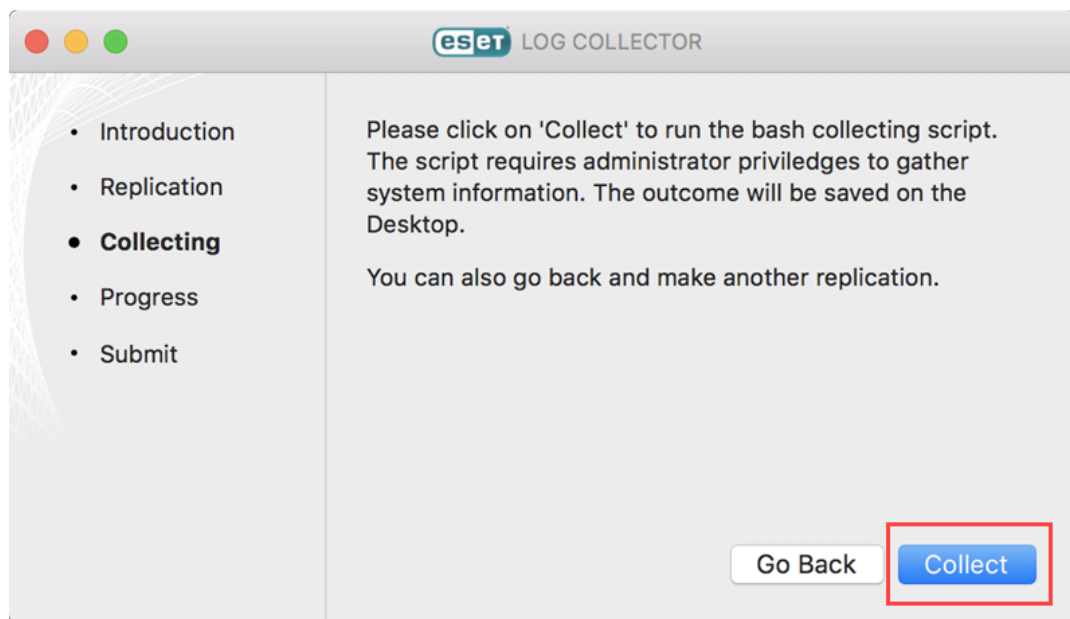 eset LOG COLLECTOR
• Introduction
• Replication
• Collecting
• Progress
• Submit
Please click on 'Collect' to run the bash collecting script.
The script requires administrator priviledges to gather
system information. The outcome will be saved on the
Desktop.
You can also go back and make another replication.
Go Back
Collect